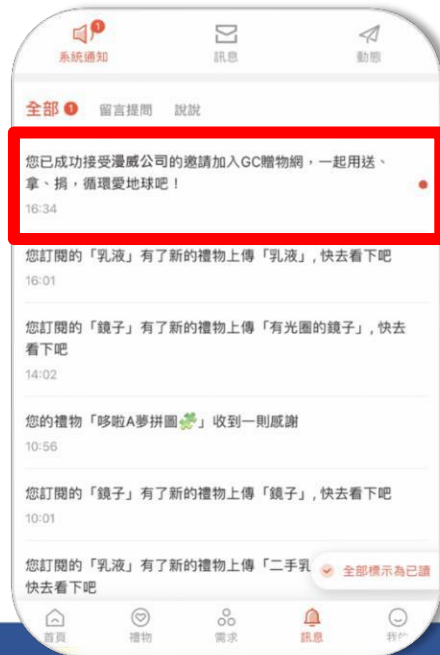 1
系統通知
訊息
動態
全部 1 留言提問 說說
您已成功接受漫威公司的邀請加入GC贈物網，一起用送、
拿、捐，循環愛地球吧！
16:34
您訂閱的「乳液」有了新的禮物上傳「乳液」, 快去看下吧
16:01
您訂閱的「鏡子」有了新的禮物上傳「有光圈的鏡子」, 快去
看下吧
14:02
您的禮物「哆啦A夢拼圖🧩」收到一則感謝
10:56
您訂閱的「鏡子」有了新的禮物上傳「鏡子」, 快去看下吧
10:01
您訂閱的「乳液」有了新的禮物上傳「二手乳
快去看下吧
全部標示為已讀
首頁 禮物 需求 訊息 我的